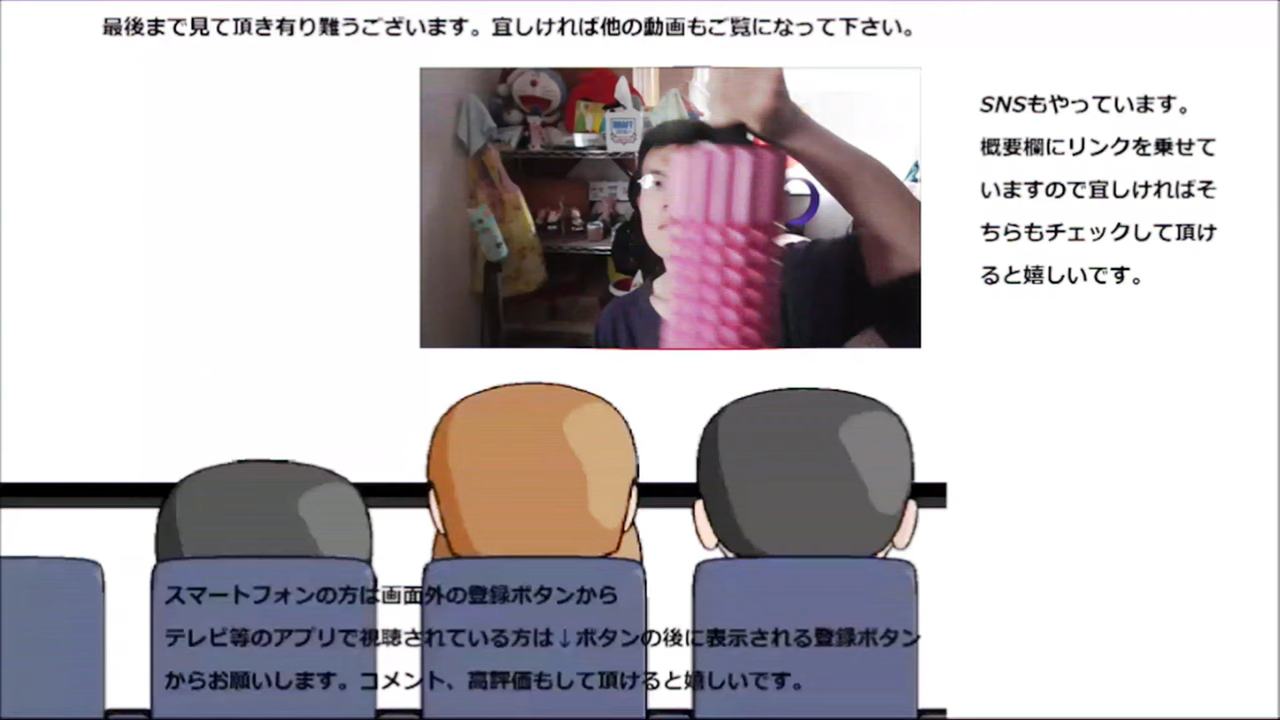 最後まで見て頂き有り難うございます。宜しければ他の動画もご覧になって下さい。
SNSもやっています。
概要欄にリンクを乗せて
いますので宜しければそ
ちらもチェックして頂け
ると嬉しいです。
スマートフォンの方は画面外の登録ボタンから
テレビ等のアプリで視聴されている方は↓ボタンの後に表示される登録ボタン
からお願いします。コメント、高評価もして頂けると嬉しいです。